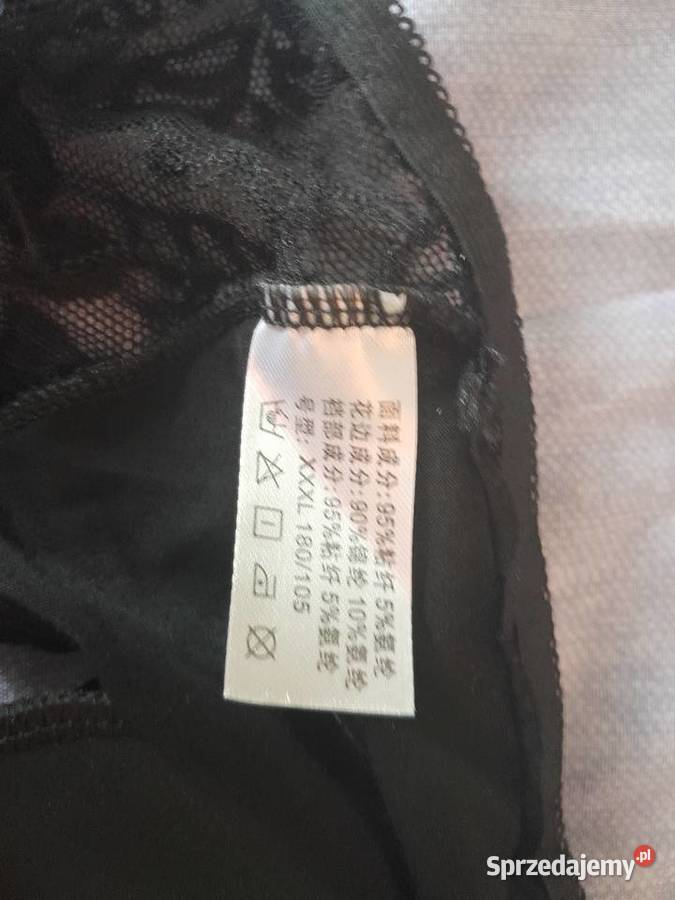 面料成分:95%粘纤 5%氨纶
花边成分:90%锦纶 10%氨纶
裆部成分:95%粘纤 5%氨纶
号型: XXXL 180/105
Sprzedajemy.pl